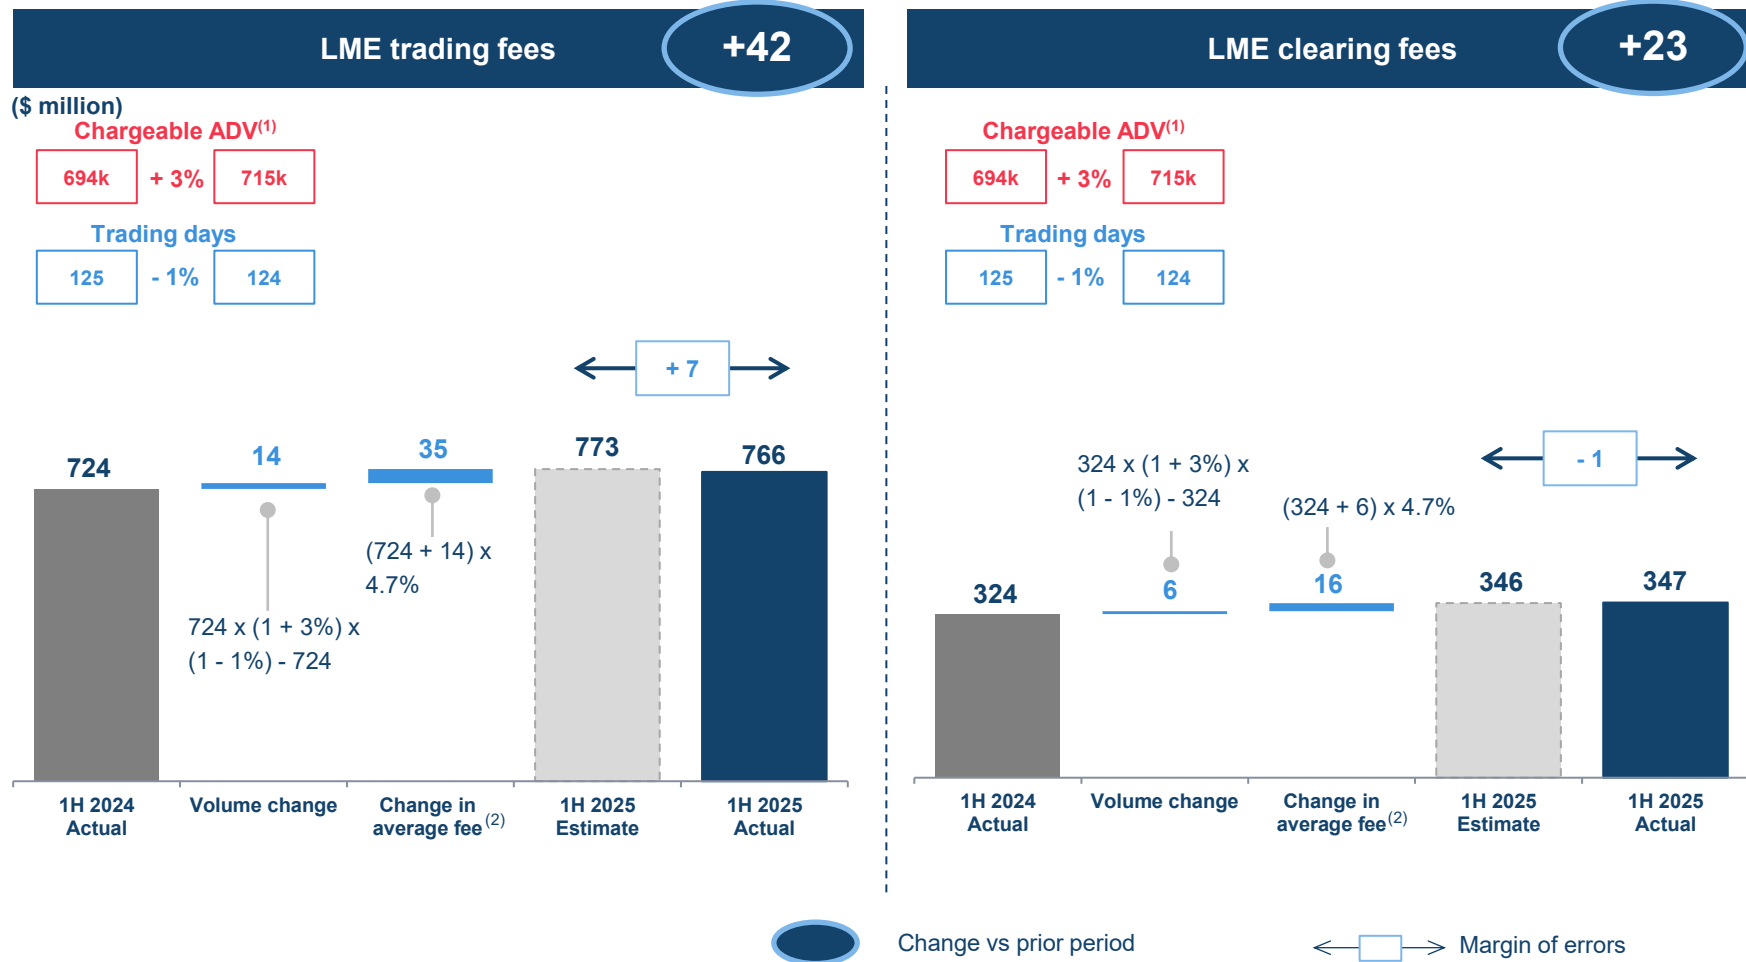 LME trading fees
+42
($ million)
Chargeable ADV(1)
694k + 3% 715k
Trading days
125 - 1% 124
+ 7
724
14
35
773
766
(724 + 14) x
4.7%
724 x (1 + 3%) x
(1 - 1%) - 724
1H 2024
Actual
Volume change
Change in
average fee(2)
1H 2025
Estimate
1H 2025
Actual
LME clearing fees
+23
Chargeable ADV(1)
694k + 3% 715k
Trading days
125 - 1% 124
- 1
324 x (1 + 3%) x
(1 - 1%) - 324
(324 + 6) x 4.7%
324
6
16
346
347
1H 2024
Actual
Volume change
Change in
average fee(2)
1H 2025
Estimate
1H 2025
Actual
Change vs prior period
Margin of errors